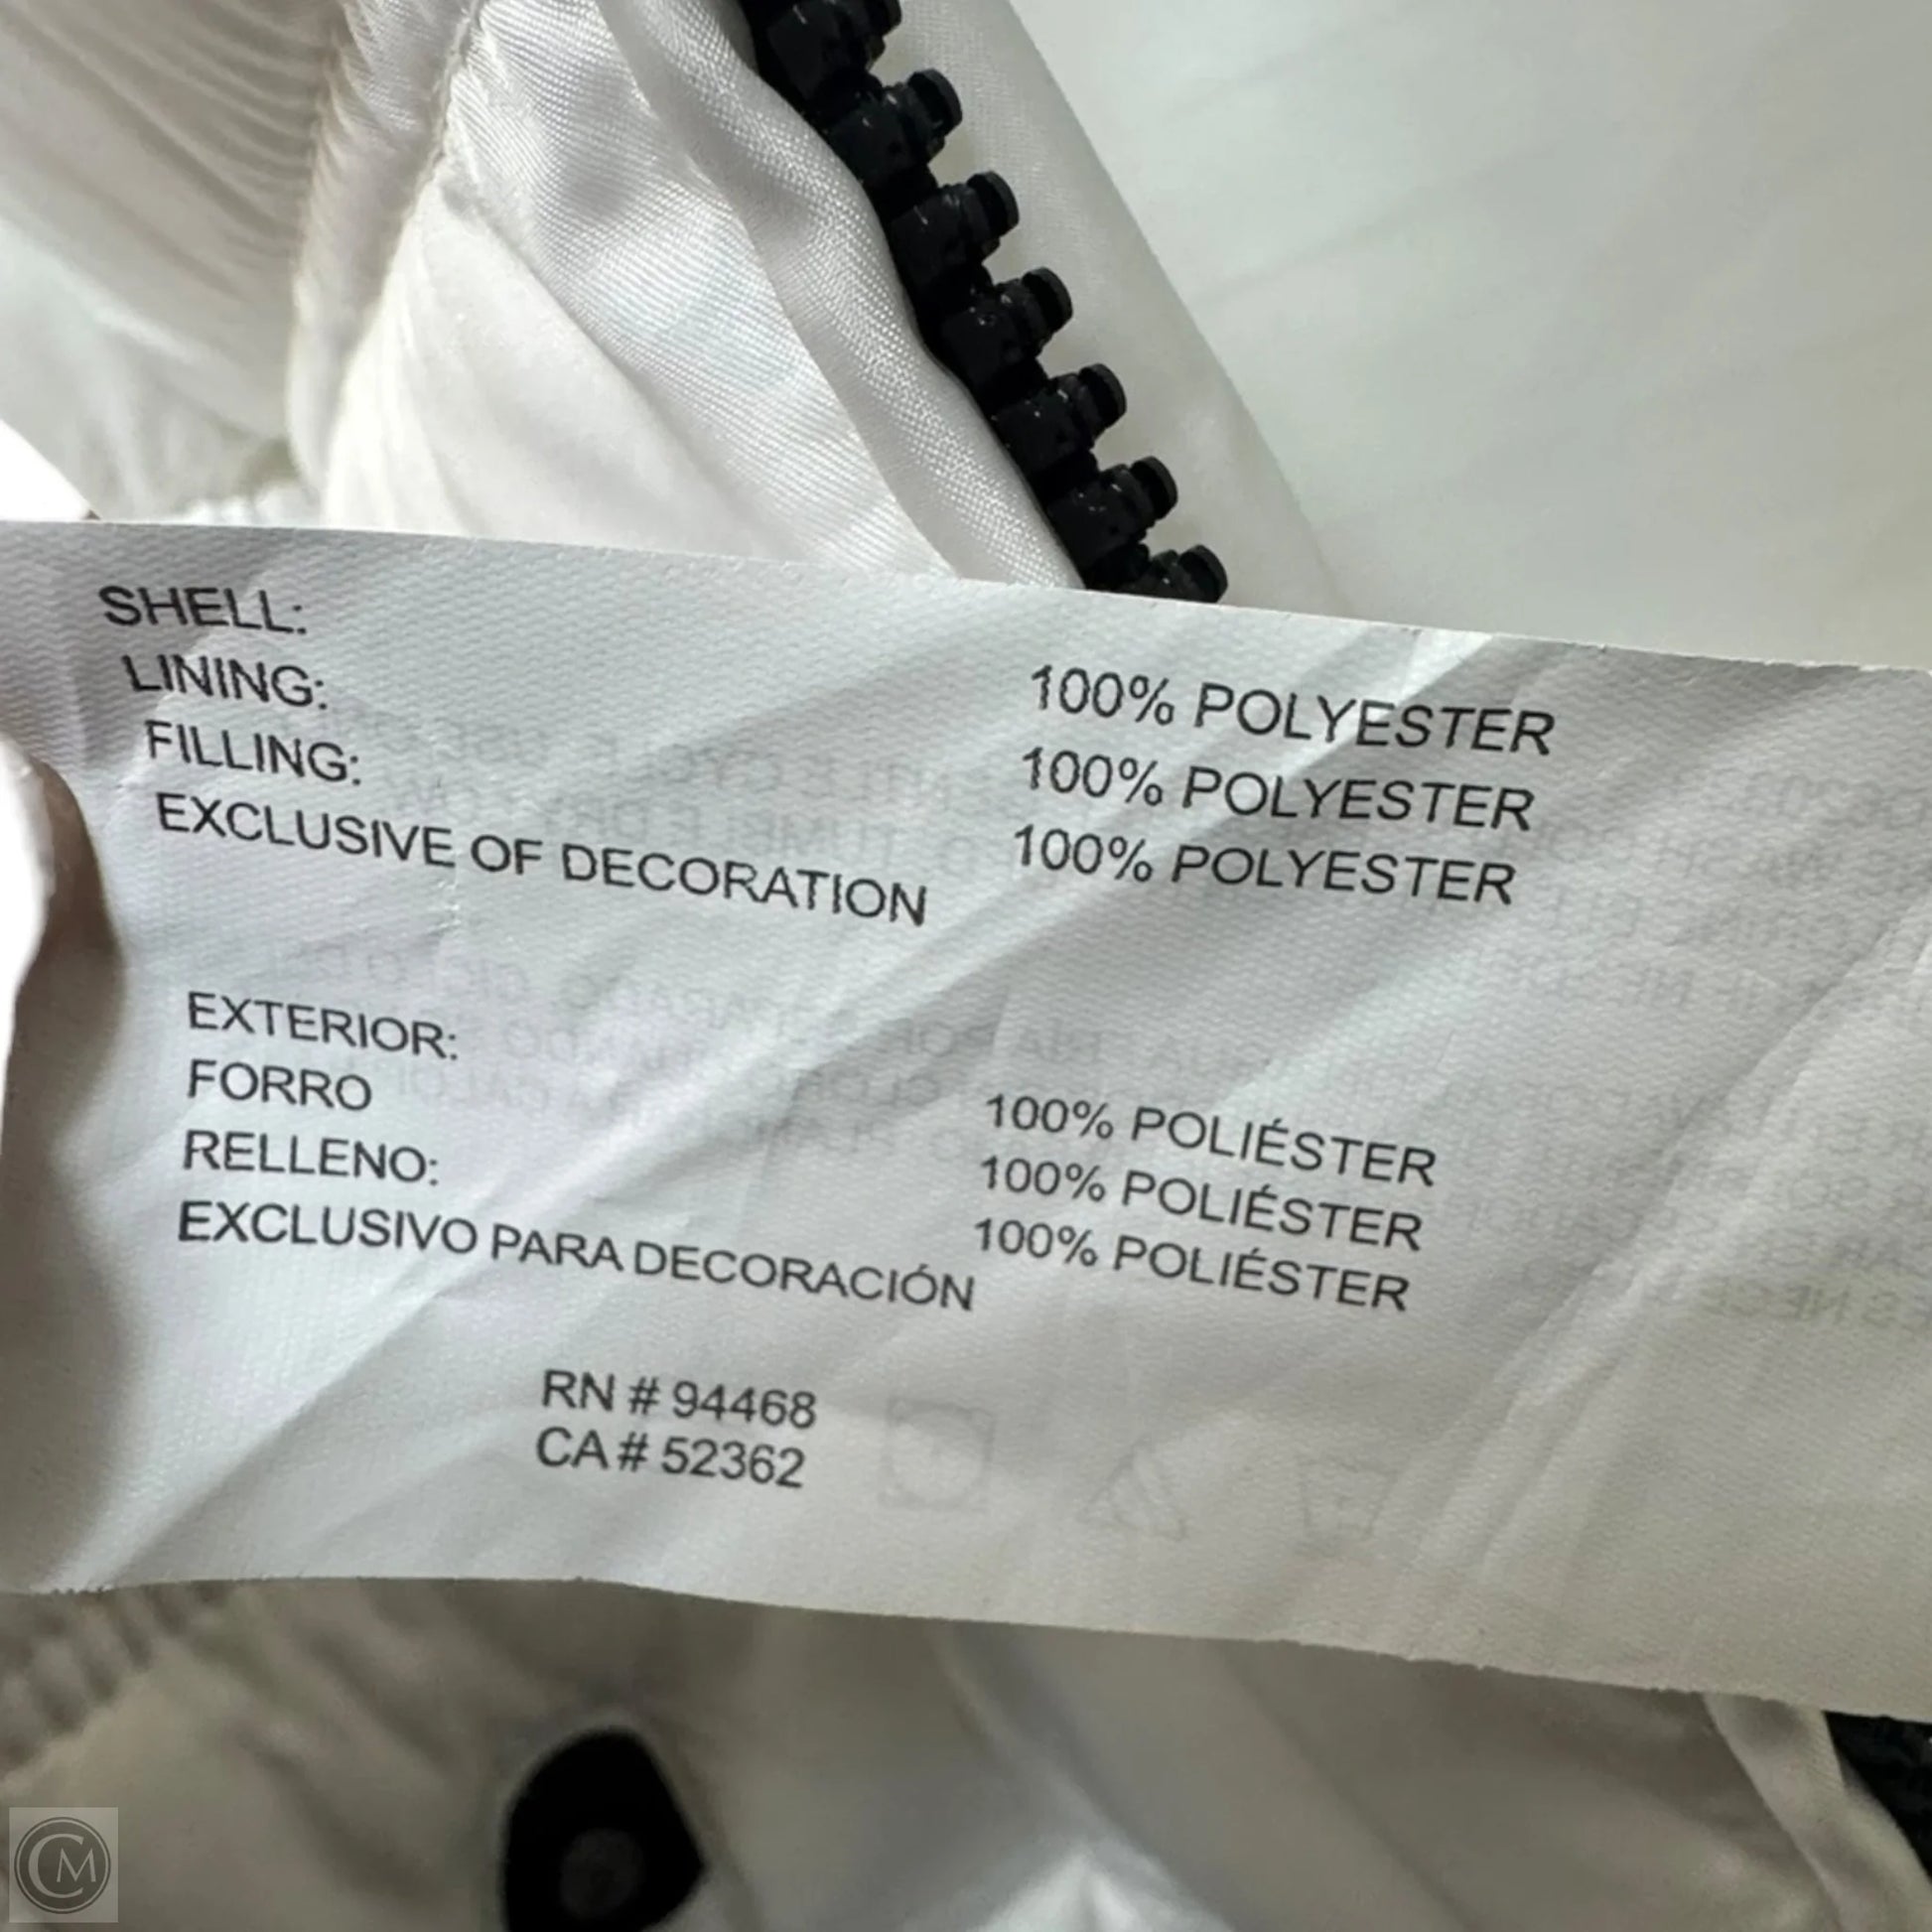 SHELL: 100% POLYESTER
LINING: 100% POLYESTER
FILLING: 100% POLYESTER
EXCLUSIVE OF DECORATION
EXTERIOR: 100% POLIÉSTER
FORRO 100% POLIÉSTER
RELLENO: 100% POLIÉSTER
EXCLUSIVO PARA DECORACIÓN
RN # 94468
CA # 52362
CM